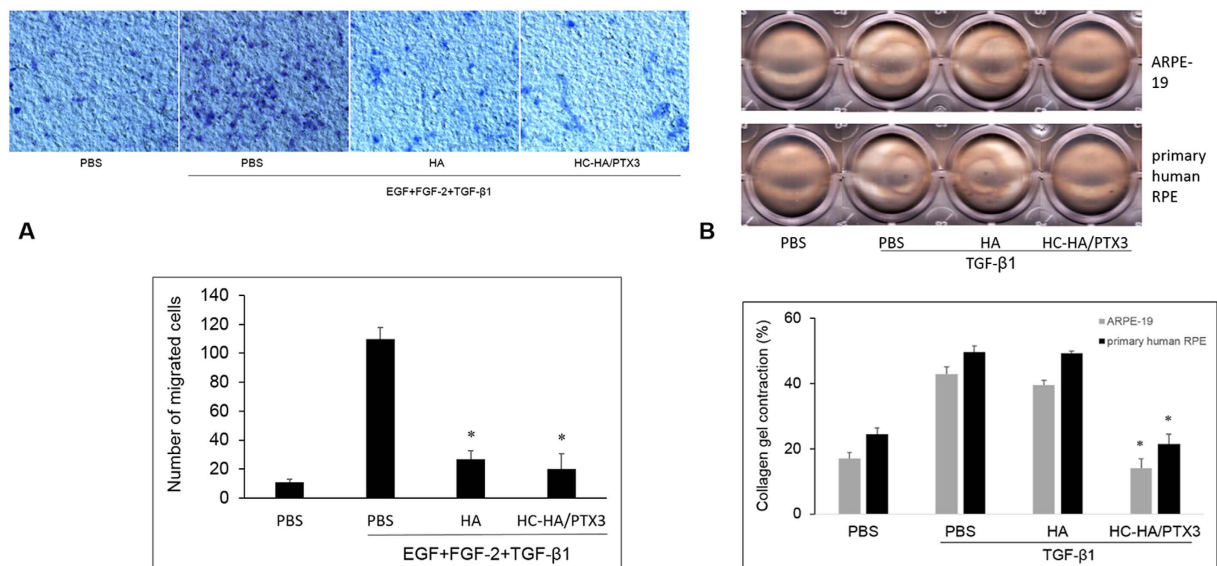 PBS PBS HA HC-HA/PTX3
EGF+FGF-2+TGF-β1
A
Number of migrated cells
140
120
100
80
60
40
20
0
*
*
PBS PBS HA HC-HA/PTX3
EGF+FGF-2+TGF-β1
ARPE-
19
primary
human
RPE
PBS PBS HA HC-HA/PTX3
TGF-β1
B
Collagen gel contraction (%)
60
40
20
0
ARPE-19
primary human RPE
*
*
PBS PBS HA HC-HA/PTX3
TGF-β1